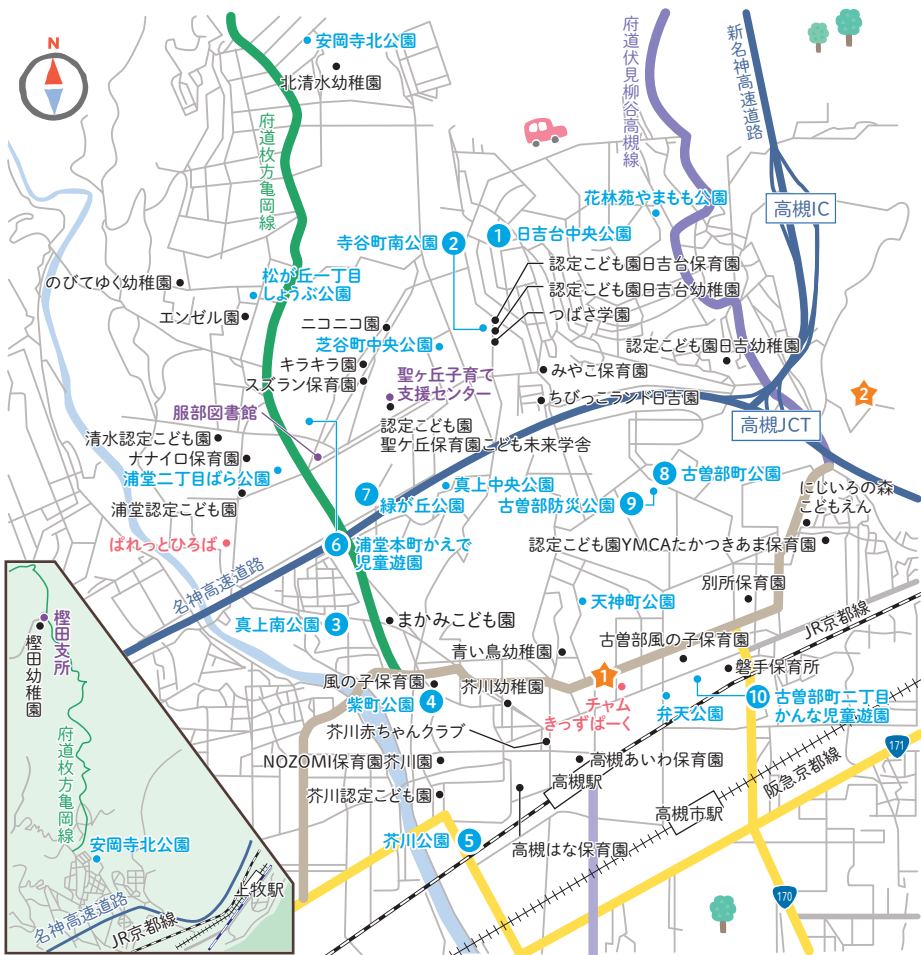 N
安岡寺北公園
北清水幼稚園
府道枚方亀岡線
府道伏見柳谷高槻線
新名神高速道路
花林苑やまもも公園
高槻IC
寺谷町南公園
2
1
日吉台中央公園
認定こども園日吉台保育園
認定こども園日吉台幼稚園
つばさ学園
のびてゆく幼稚園
松が丘一丁目
しょうぶ公園
エンゼル園
ニコニコ園
芝谷町中央公園
認定こども園日吉幼稚園
キラキラ園
スズラン保育園
聖ヶ丘子育て
支援センター
みやこ保育園
ちびっこランド日吉園
2
服部図書館
認定こども園
聖ケ丘保育園こども未来学舎
高槻JCT
清水認定こども園
ナナイロ保育園
浦堂二丁目ばら公園
浦堂認定こども園
7
緑が丘公園
真上中央公園
8
古曽部町公園
古曽部防災公園
9
にじいろの森
こどもえん
ぱれっとひろば
6
浦堂本町かえで
児童遊園
認定こども園YMCAたかつきあま保育園
名神高速道路
別所保育園
天神町公園
真上南公園
3
まかみこども園
JR京都線
青い鳥幼稚園
古曽部風の子保育園
磐手保育所
1
風の子保育園
芥川幼稚園
紫町公園
4
チャム
きっずぱーく
弁天公園
10
古曽部町二丁目
かんな児童遊園
芥川赤ちゃんクラブ
NOZOMI保育園芥川園
高槻あいわ保育園
171
阪急京都線
高槻駅
芥川認定こども園
高槻市駅
芥川公園
5
高槻はな保育園
170
樫田支所
樫田幼稚園
府道枚方亀岡線
安岡寺北公園
名神高速道路
JR京都線
上牧駅